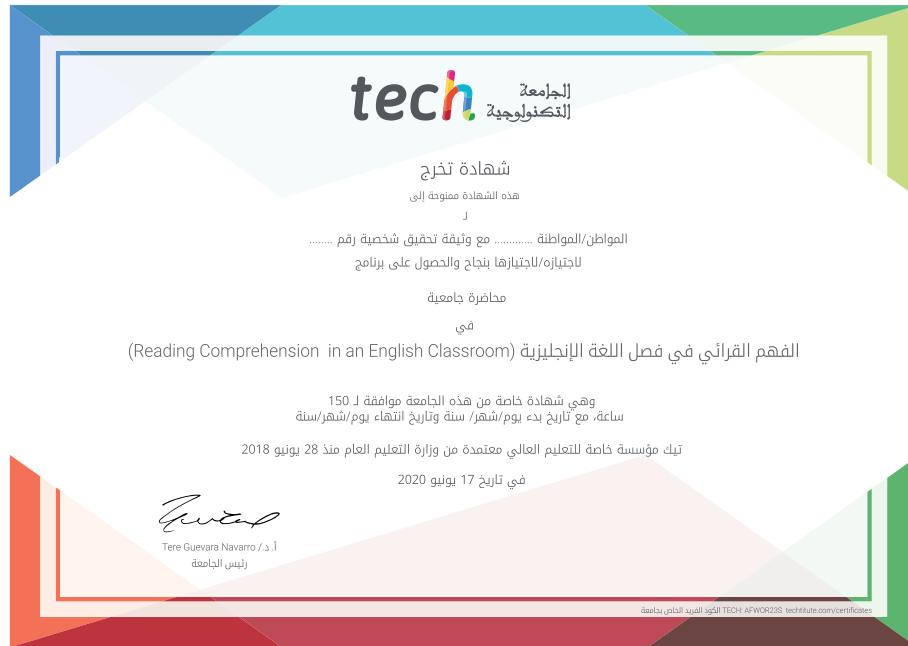 tech الجامعة
التكنولوجية
شهادة تخرج
هذه الشهادة ممنوحة إلى
لـ
المواطن/المواطنة ............. مع وثيقة تحقيق شخصية رقم ........
لاجتيازه/لاجتيازها بنجاح والحصول على برنامج
محاضرة جامعية
في
الفهم القرائي في فصل اللغة الإنجليزية (Reading Comprehension in an English Classroom)
وهي شهادة خاصة من هذه الجامعة موافقة لـ 150
ساعة، مع تاريخ بدء يوم/شهر/ سنة وتاريخ انتهاء يوم/شهر/سنة
تيك مؤسسة خاصة للتعليم العالي معتمدة من وزارة التعليم العام منذ 28 يونيو 2018
في تاريخ 17 يونيو 2020
أ. د./ Tere Guevara Navarro
رئيس الجامعة
الكود الفريد الخاص بجامعة TECH: AFWOR23S techtitute.com/certificates